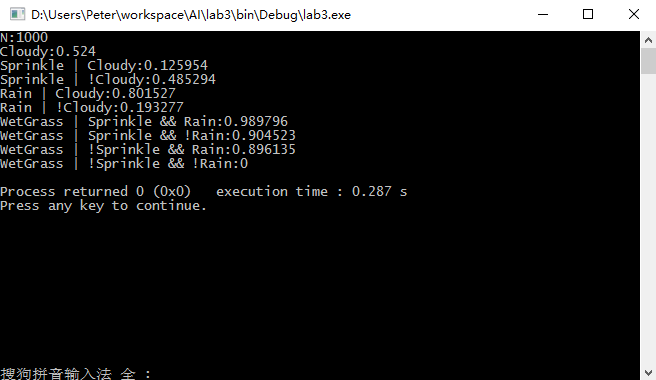 D:\Users\Peter\workspace\AI\lab3\bin\Debug\lab3.exe
N:1000
Cloudy:0.524
Sprinkle | Cloudy:0.125954
Sprinkle | !Cloudy:0.485294
Rain | Cloudy:0.801527
Rain | !Cloudy:0.193277
WetGrass | Sprinkle && Rain:0.989796
WetGrass | Sprinkle && !Rain:0.904523
WetGrass | !Sprinkle && Rain:0.896135
WetGrass | !Sprinkle && !Rain:0
Process returned 0 (0x0)   execution time : 0.287 s
Press any key to continue.
搜狗拼音输入法 全 :